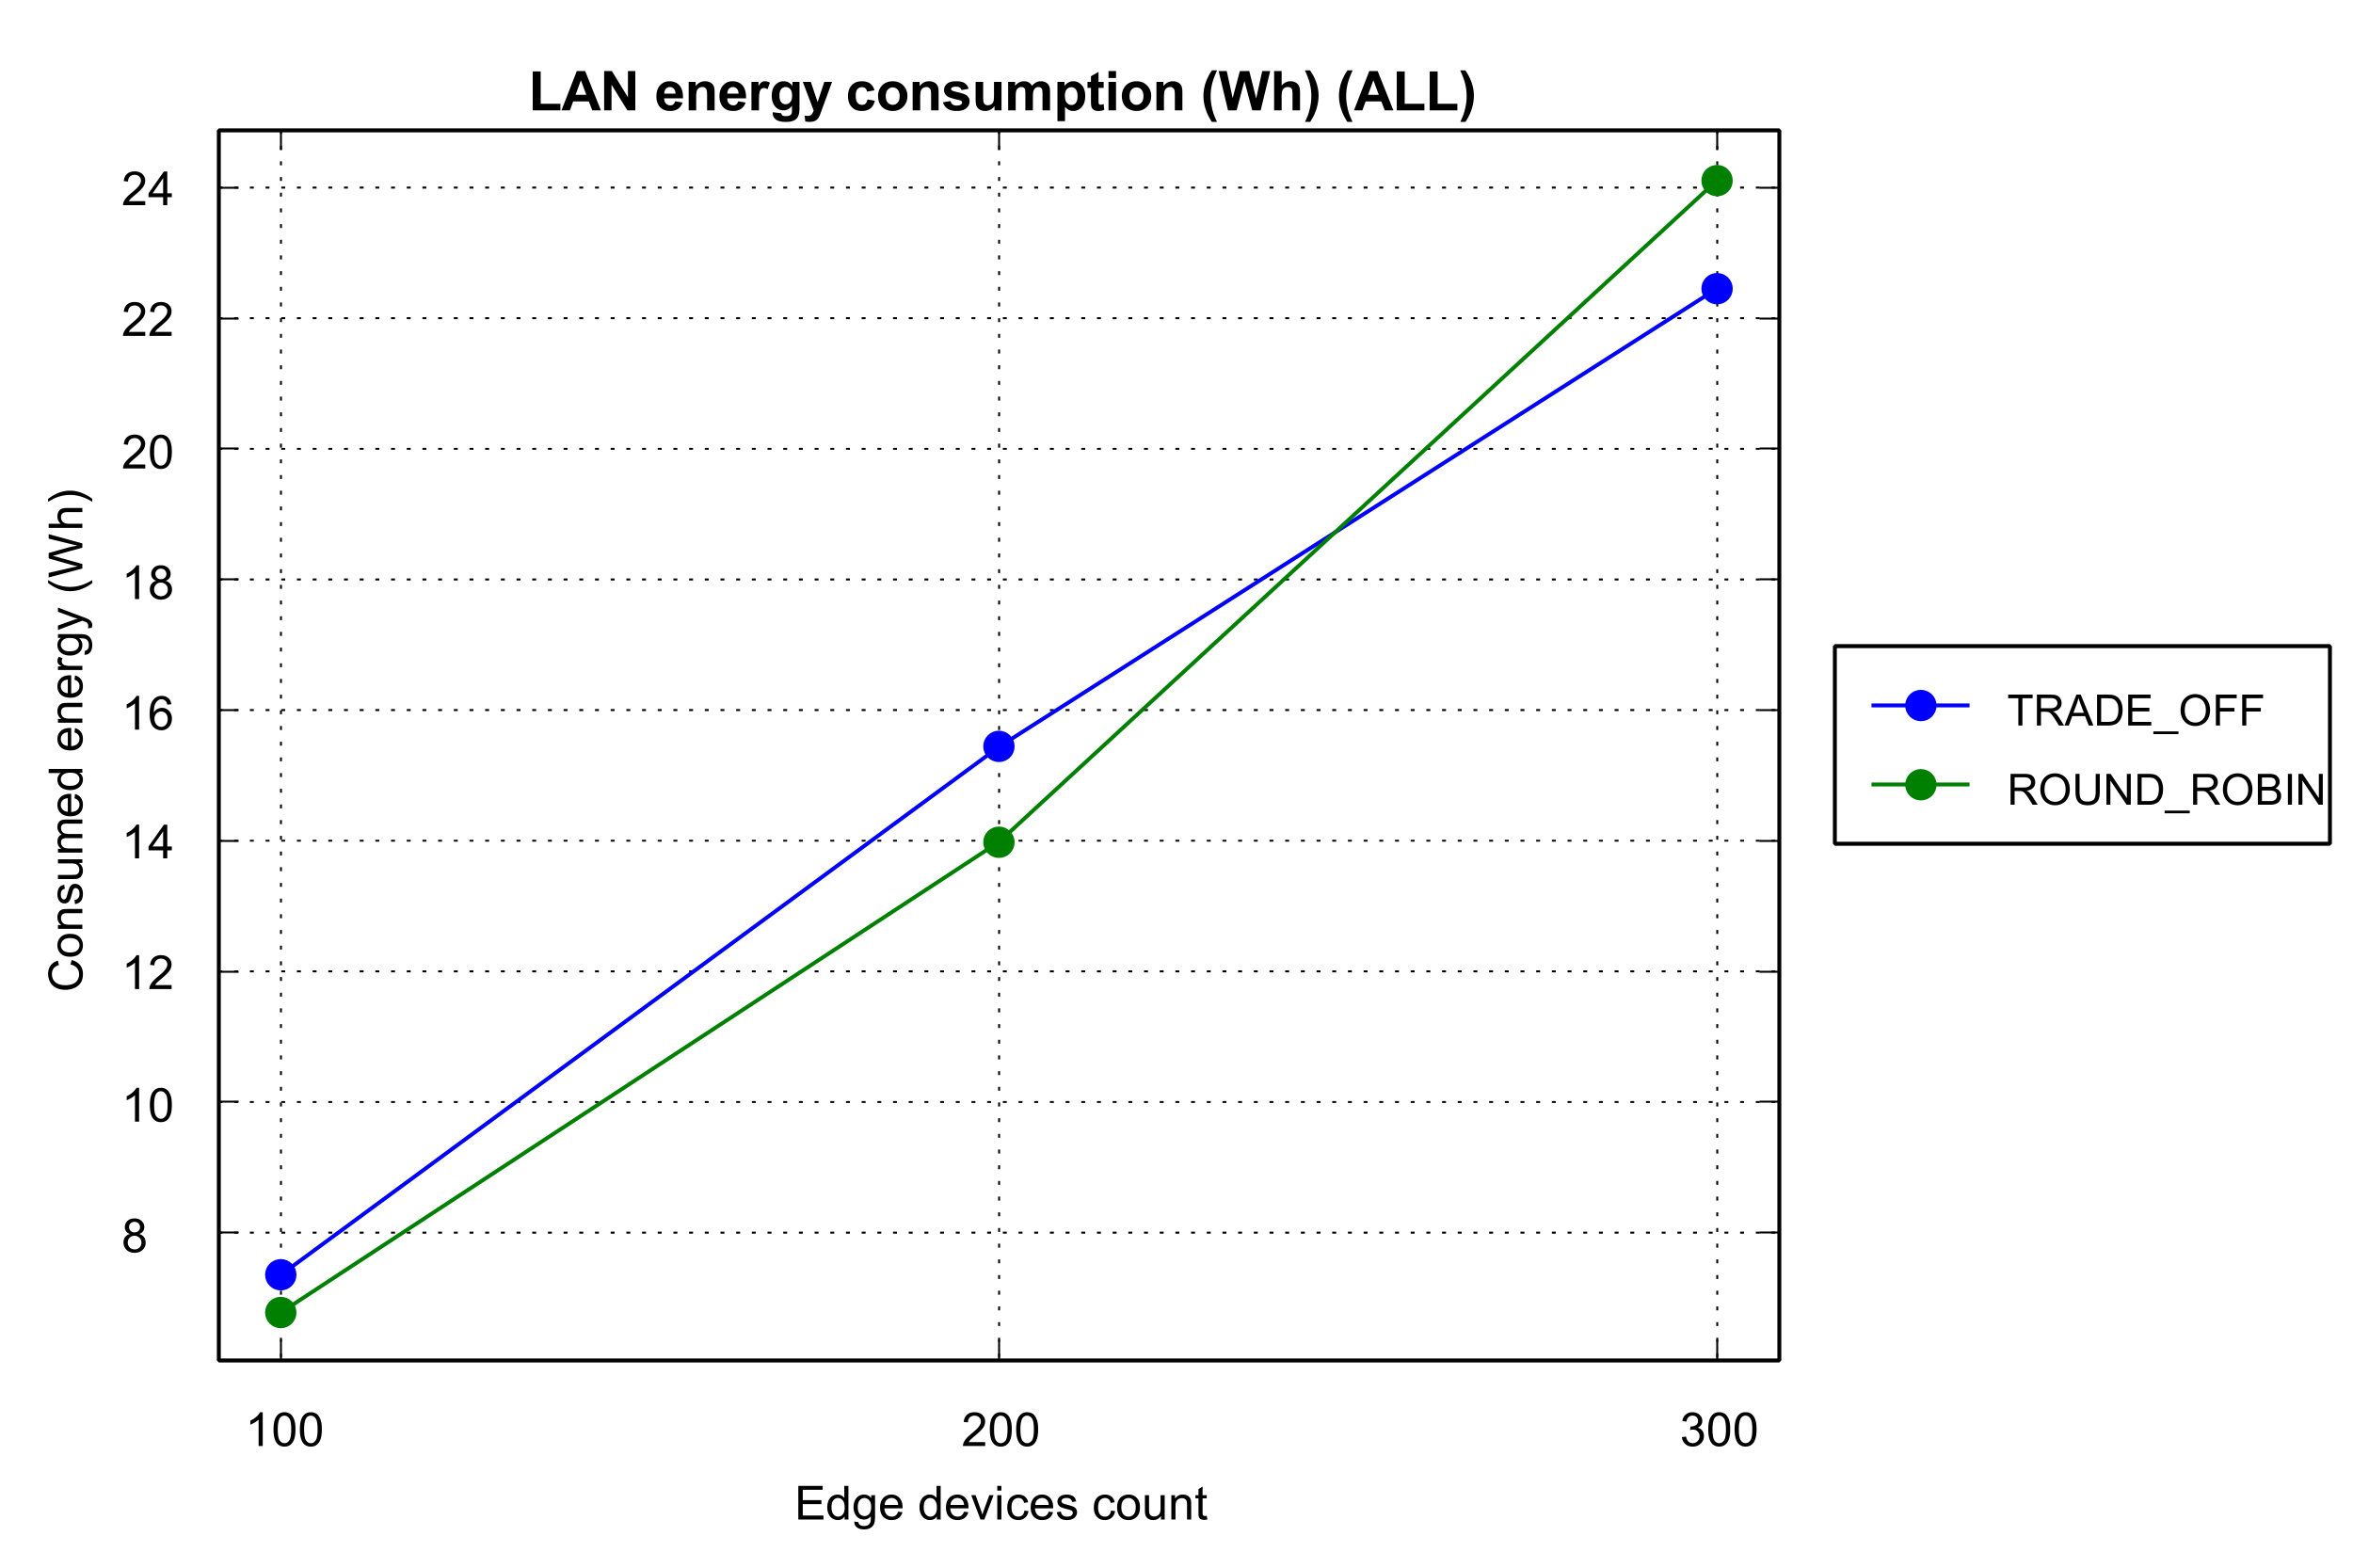 LAN energy consumption (Wh) (ALL)
24
22
20
18
16
14
12
10
8
Consumed energy (Wh)
100 200 300
Edge devices count
TRADE_OFF
ROUND_ROBIN